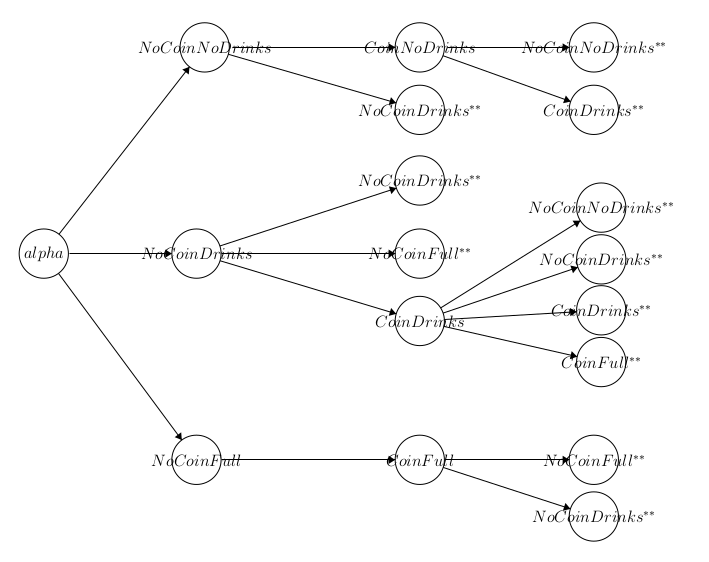 NoCoinNoDrinks
CoinNoDrinks
NoCoinNoDrinks**
NoCoinDrinks**
CoinDrinks**
NoCoinDrinks**
NoCoinNoDrinks**
alpha
NoCoinDrinks
NoCoinFull**
NoCoinDrinks**
CoinDrinks**
CoinDrinks
CoinFull**
NoCoinFull
CoinFull
NoCoinFull**
NoCoinDrinks**